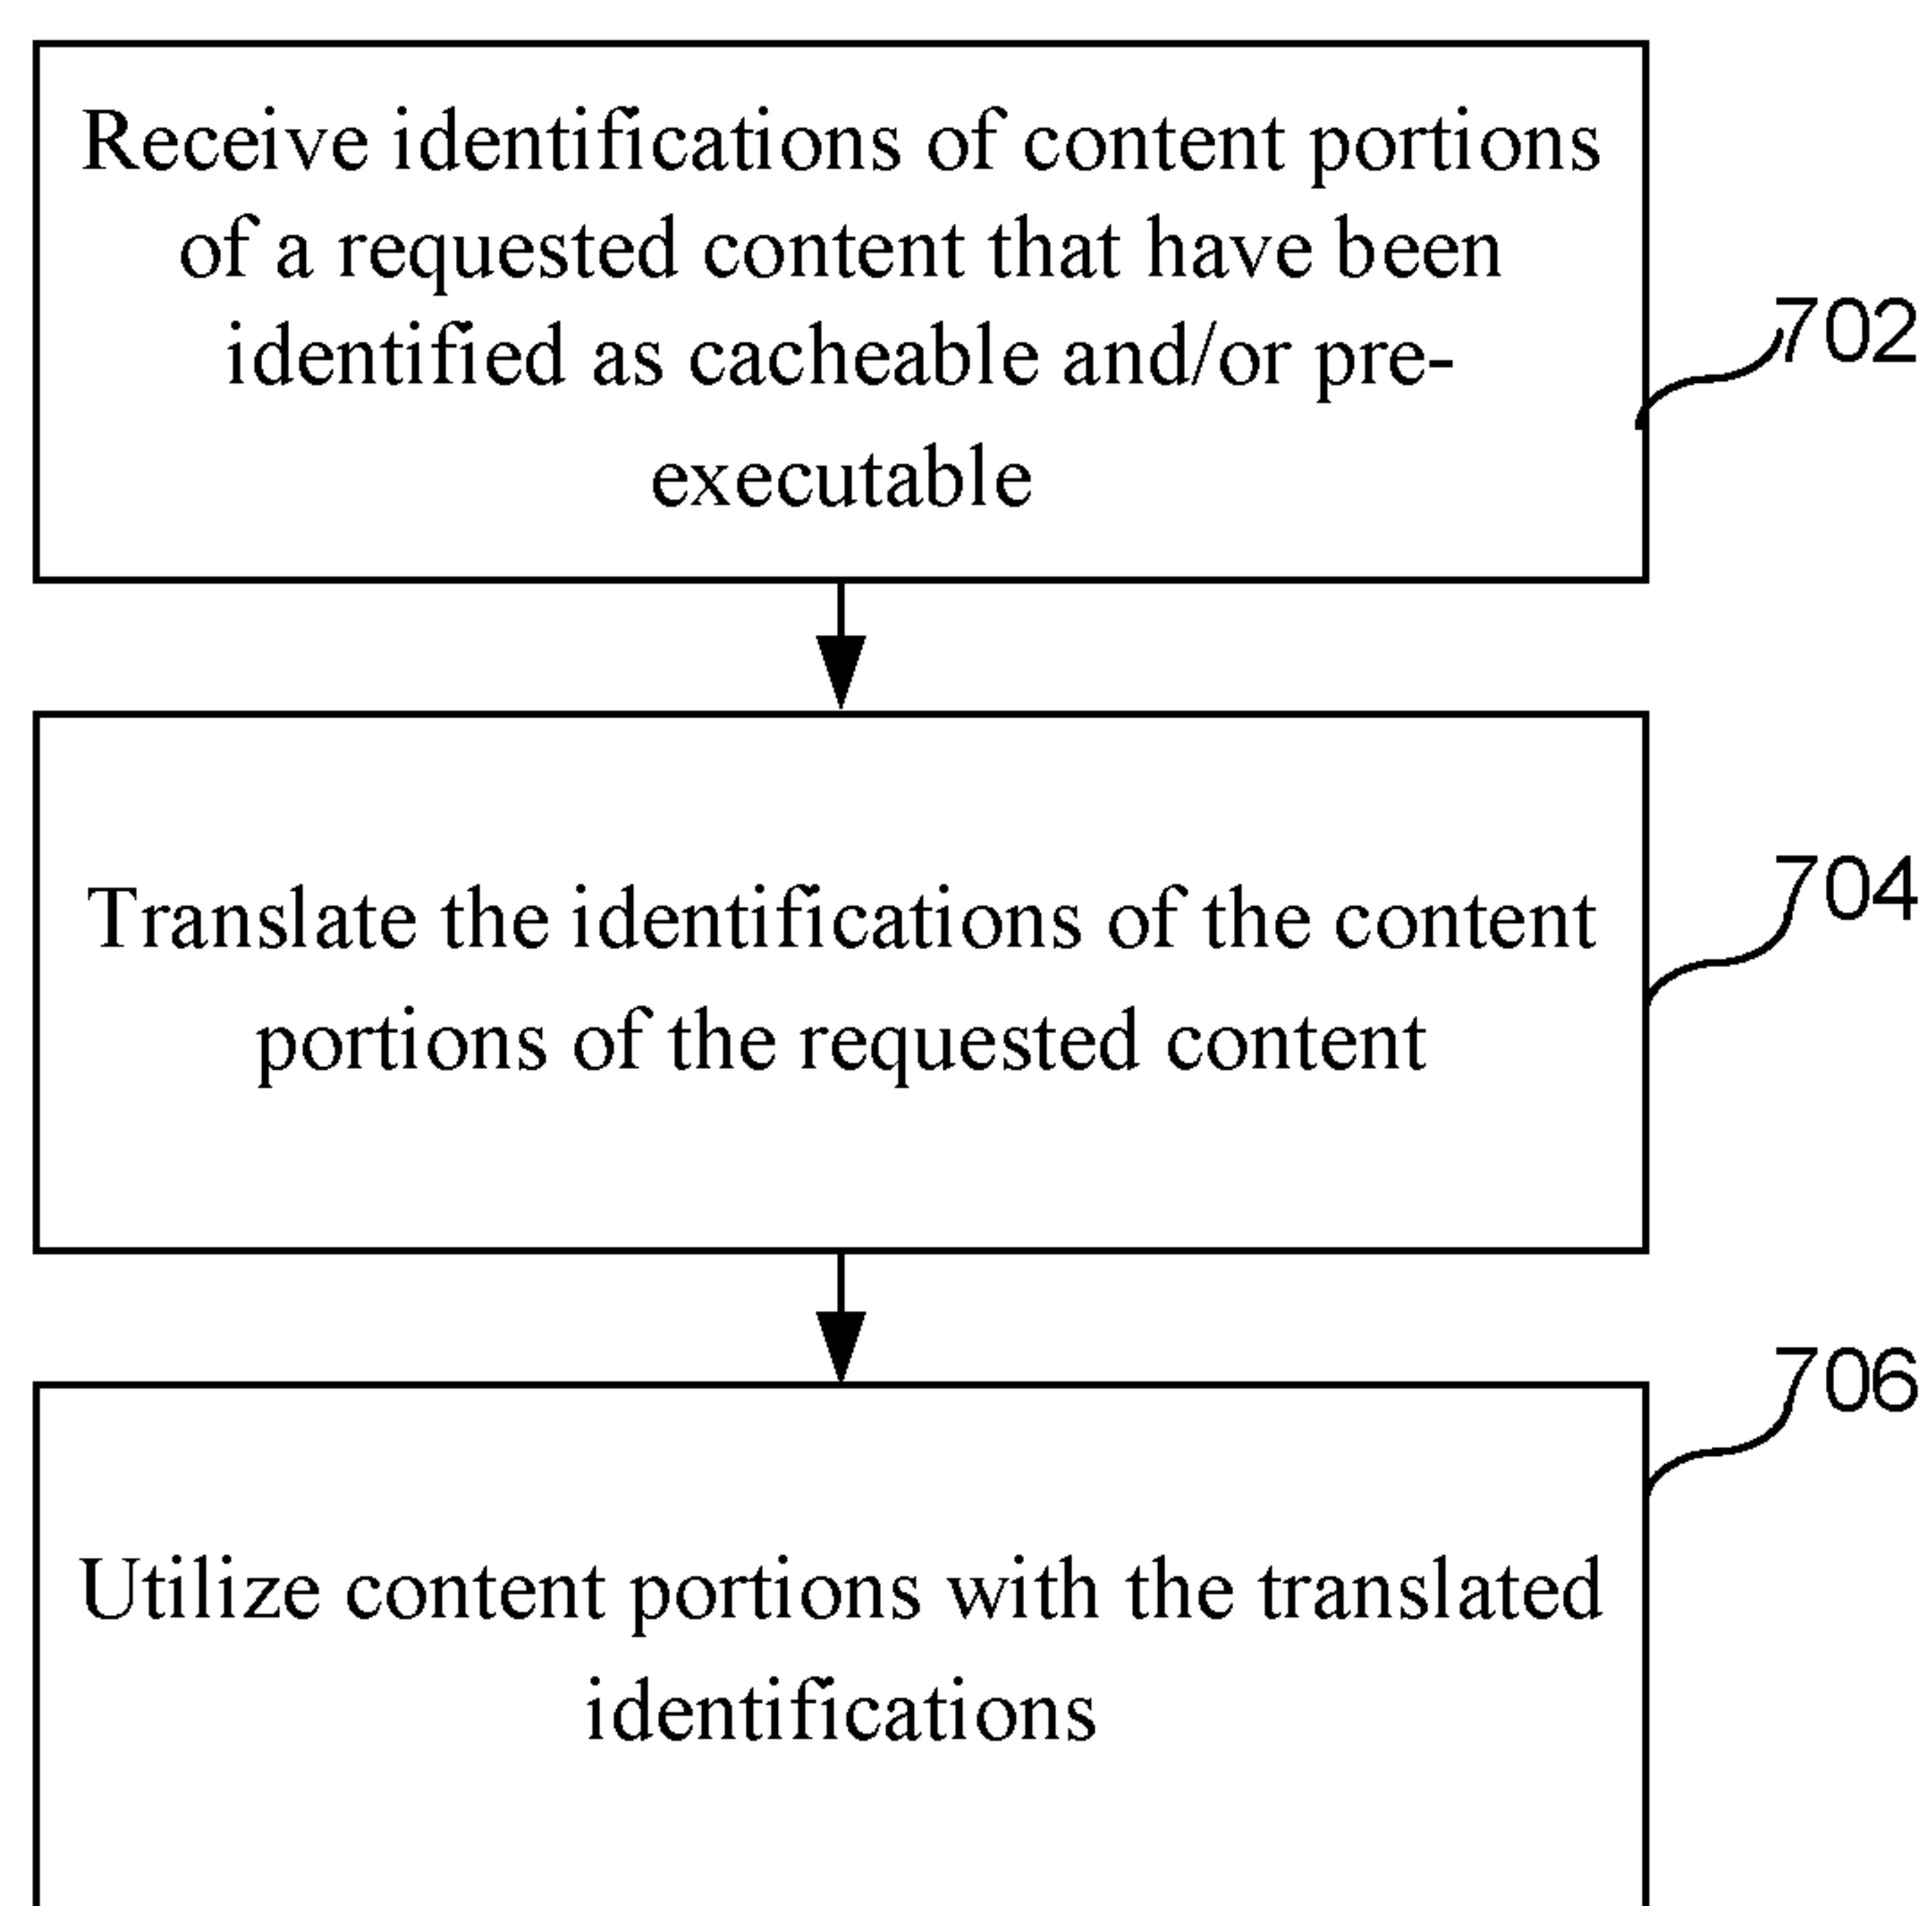 Receive identifications of content portions
of a requested content that have been
identified as cacheable and/or pre-
executable
702
Translate the identifications of the content
portions of the requested content
704
Utilize content portions with the translated
identifications
706